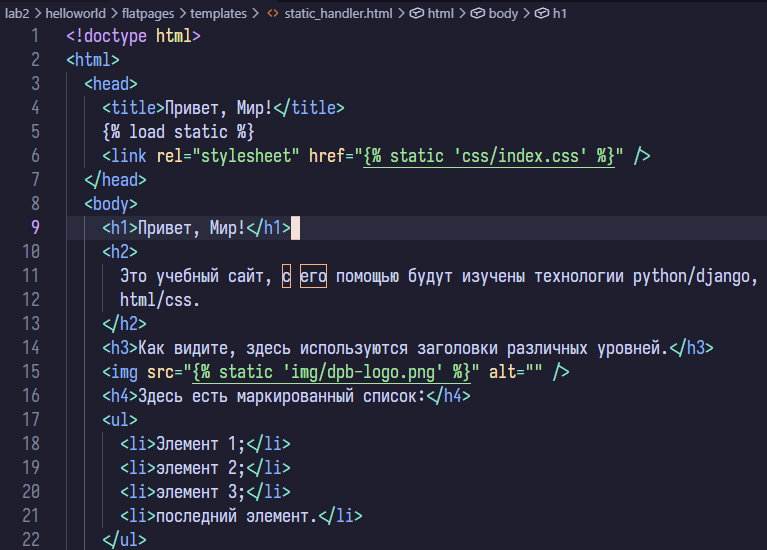 lab2 > helloworld > flatpages > templates > <> static_handler.html > html > body > h1
1 <!doctype html>
2 <html>
3 <head>
4 <title>Привет, Мир!</title>
5 {% load static %}
6 <link rel="stylesheet" href="{% static 'css/index.css' %}" />
7 </head>
8 <body>
9 <h1>Привет, Мир!</h1>
10 <h2>
11 Это учебный сайт, с его помощью будут изучены технологии python/django,
12 html/css.
13 </h2>
14 <h3>Как видите, здесь используются заголовки различных уровней.</h3>
15 <img src="{% static 'img/dpb-logo.png' %}" alt="" />
16 <h4>Здесь есть маркированный список:</h4>
17 <ul>
18 <li>Элемент 1;</li>
19 <li>элемент 2;</li>
20 <li>элемент 3;</li>
21 <li>последний элемент.</li>
22 </ul>